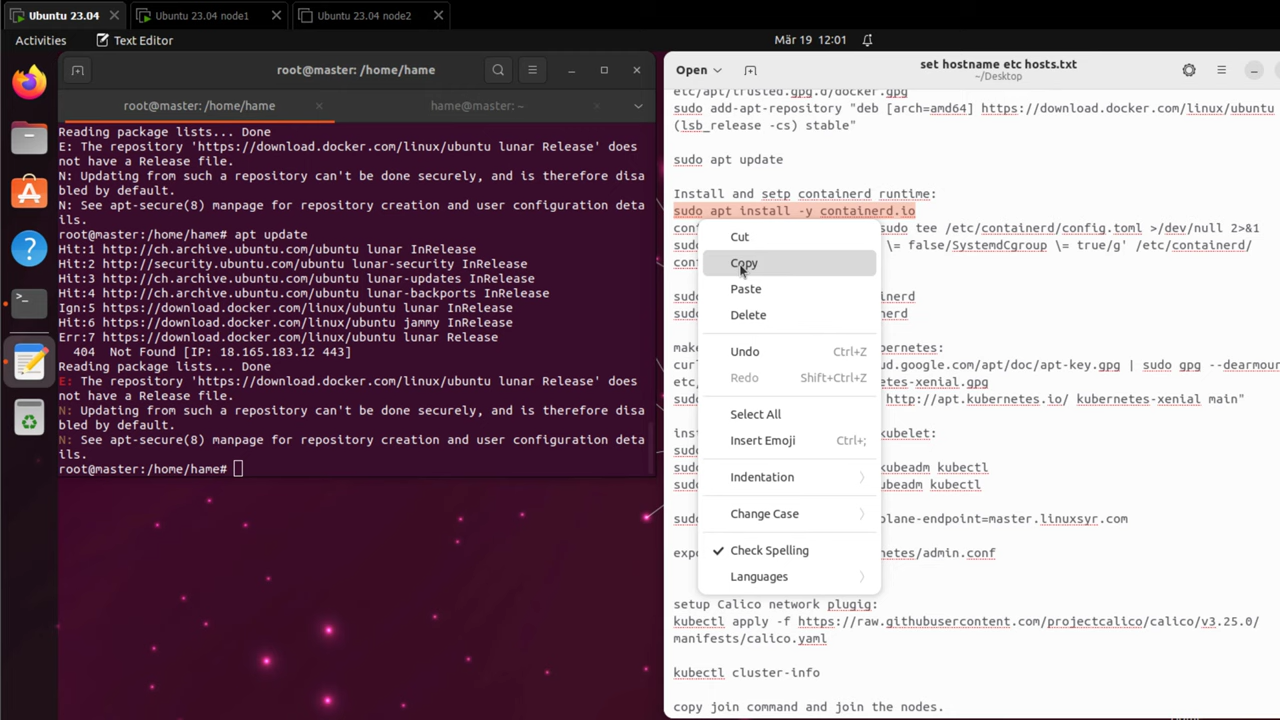 Ubuntu 23.04
Ubuntu 23.04 node1
Ubuntu 23.04 node2
Activities
Text Editor
Mär 19 12:01
root@master: /home/hame
root@master: /home/hame
hame@master: ~
Reading package lists... Done
E: The repository 'https://download.docker.com/linux/ubuntu lunar Release' does
not have a Release file.
N: Updating from such a repository can't be done securely, and is therefore disa
bled by default.
N: See apt-secure(8) manpage for repository creation and user configuration deta
ils.
root@master:/home/hame# apt update
Hit:1 http://ch.archive.ubuntu.com/ubuntu lunar InRelease
Hit:2 http://security.ubuntu.com/ubuntu lunar-security InRelease
Hit:3 http://ch.archive.ubuntu.com/ubuntu lunar-updates InRelease
Hit:4 http://ch.archive.ubuntu.com/ubuntu lunar-backports InRelease
Ign:5 https://download.docker.com/linux/ubuntu lunar InRelease
Hit:6 https://download.docker.com/linux/ubuntu jammy InRelease
Err:7 https://download.docker.com/linux/ubuntu lunar Release
404 Not Found [IP: 18.165.183.12 443]
Reading package lists... Done
E: The repository 'https://download.docker.com/linux/ubuntu lunar Release' does
not have a Release file.
N: Updating from such a repository can't be done securely, and is therefore disa
bled by default.
N: See apt-secure(8) manpage for repository creation and user configuration deta
ils.
root@master:/home/hame#
Open
set hostname etc hosts.txt
~/Desktop
etc/apt/trusted.gpg.d/docker.gpg
sudo add-apt-repository "deb [arch=amd64] https://download.docker.com/linux/ubuntu
(lsb_release -cs) stable"
sudo apt update
Install and setp containerd runtime:
sudo apt install -y containerd.io
con sudo tee /etc/containerd/config.toml >/dev/null 2>&1
sudo \= false/SystemdCgroup \= true/g' /etc/containerd/
con
sudo nerd
sudo nerd
make ernetes:
curl ud.google.com/apt/doc/apt-key.gpg | sudo gpg --dearmour
etc/ etes-xenial.gpg
sudo http://apt.kubernetes.io/ kubernetes-xenial main"
inst kubelet:
sudo
sudo kubeadm kubectl
sudo ubeadm kubectl
sudo plane-endpoint=master.linuxsyr.com
expo netes/admin.conf
setup Calico network plugig:
kubectl apply -f https://raw.githubusercontent.com/projectcalico/calico/v3.25.0/
manifests/calico.yaml
kubectl cluster-info
copy join command and join the nodes.
Cut
Copy
Paste
Delete
Undo Ctrl+Z
Redo Shift+Ctrl+Z
Select All
Insert Emoji Ctrl+;
Indentation
Change Case
Check Spelling
Languages